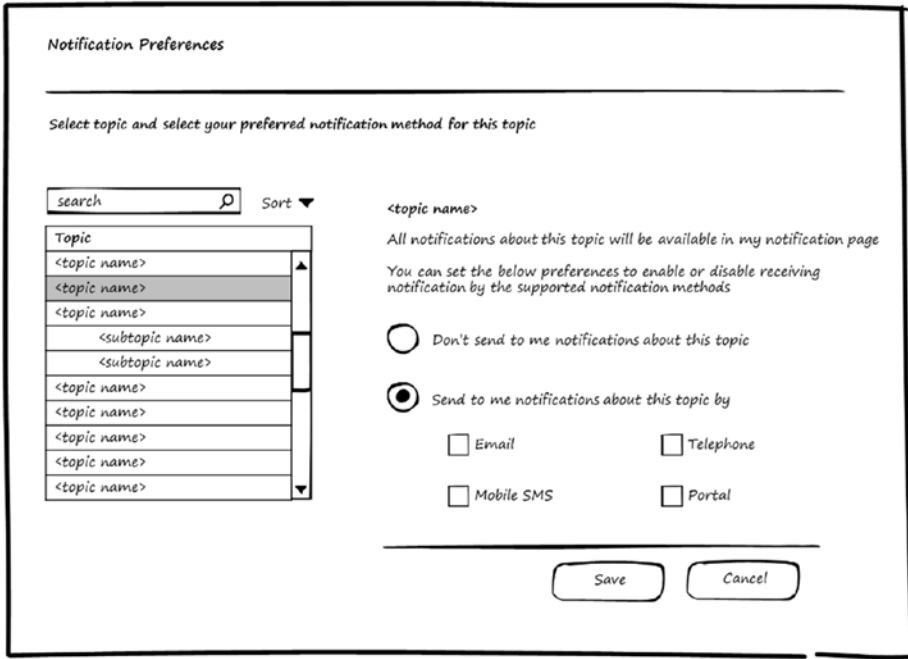 Notification Preferences
Select topic and select your preferred notification method for this topic
search
Sort
Topic
<topic name>
<topic name>
<topic name>
<subtopic name>
<subtopic name>
<topic name>
<topic name>
<topic name>
<topic name>
<topic name>
<topic name>
All notifications about this topic will be available in my notification page
You can set the below preferences to enable or disable receiving
notification by the supported notification methods
Don't send to me notifications about this topic
Send to me notifications about this topic by
Email
Telephone
Mobile SMS
Portal
Save
Cancel